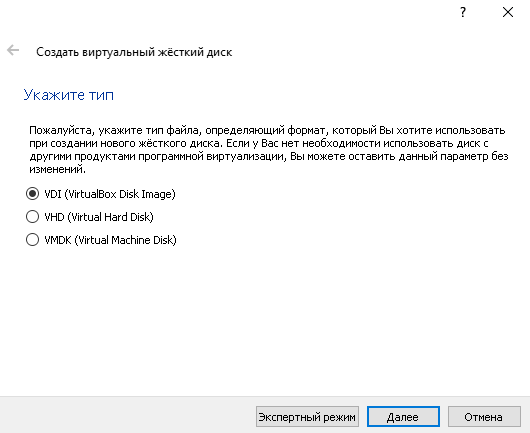 ?
Создать виртуальный жёсткий диск
Укажите тип
Пожалуйста, укажите тип файла, определяющий формат, который Вы хотите использовать
при создании нового жёсткого диска. Если у Вас нет необходимости использовать диск с
другими продуктами программной виртуализации, Вы можете оставить данный параметр без
изменений.
VDI (VirtualBox Disk Image)
VHD (Virtual Hard Disk)
VMDK (Virtual Machine Disk)
Экспертный режим Далее Отмена